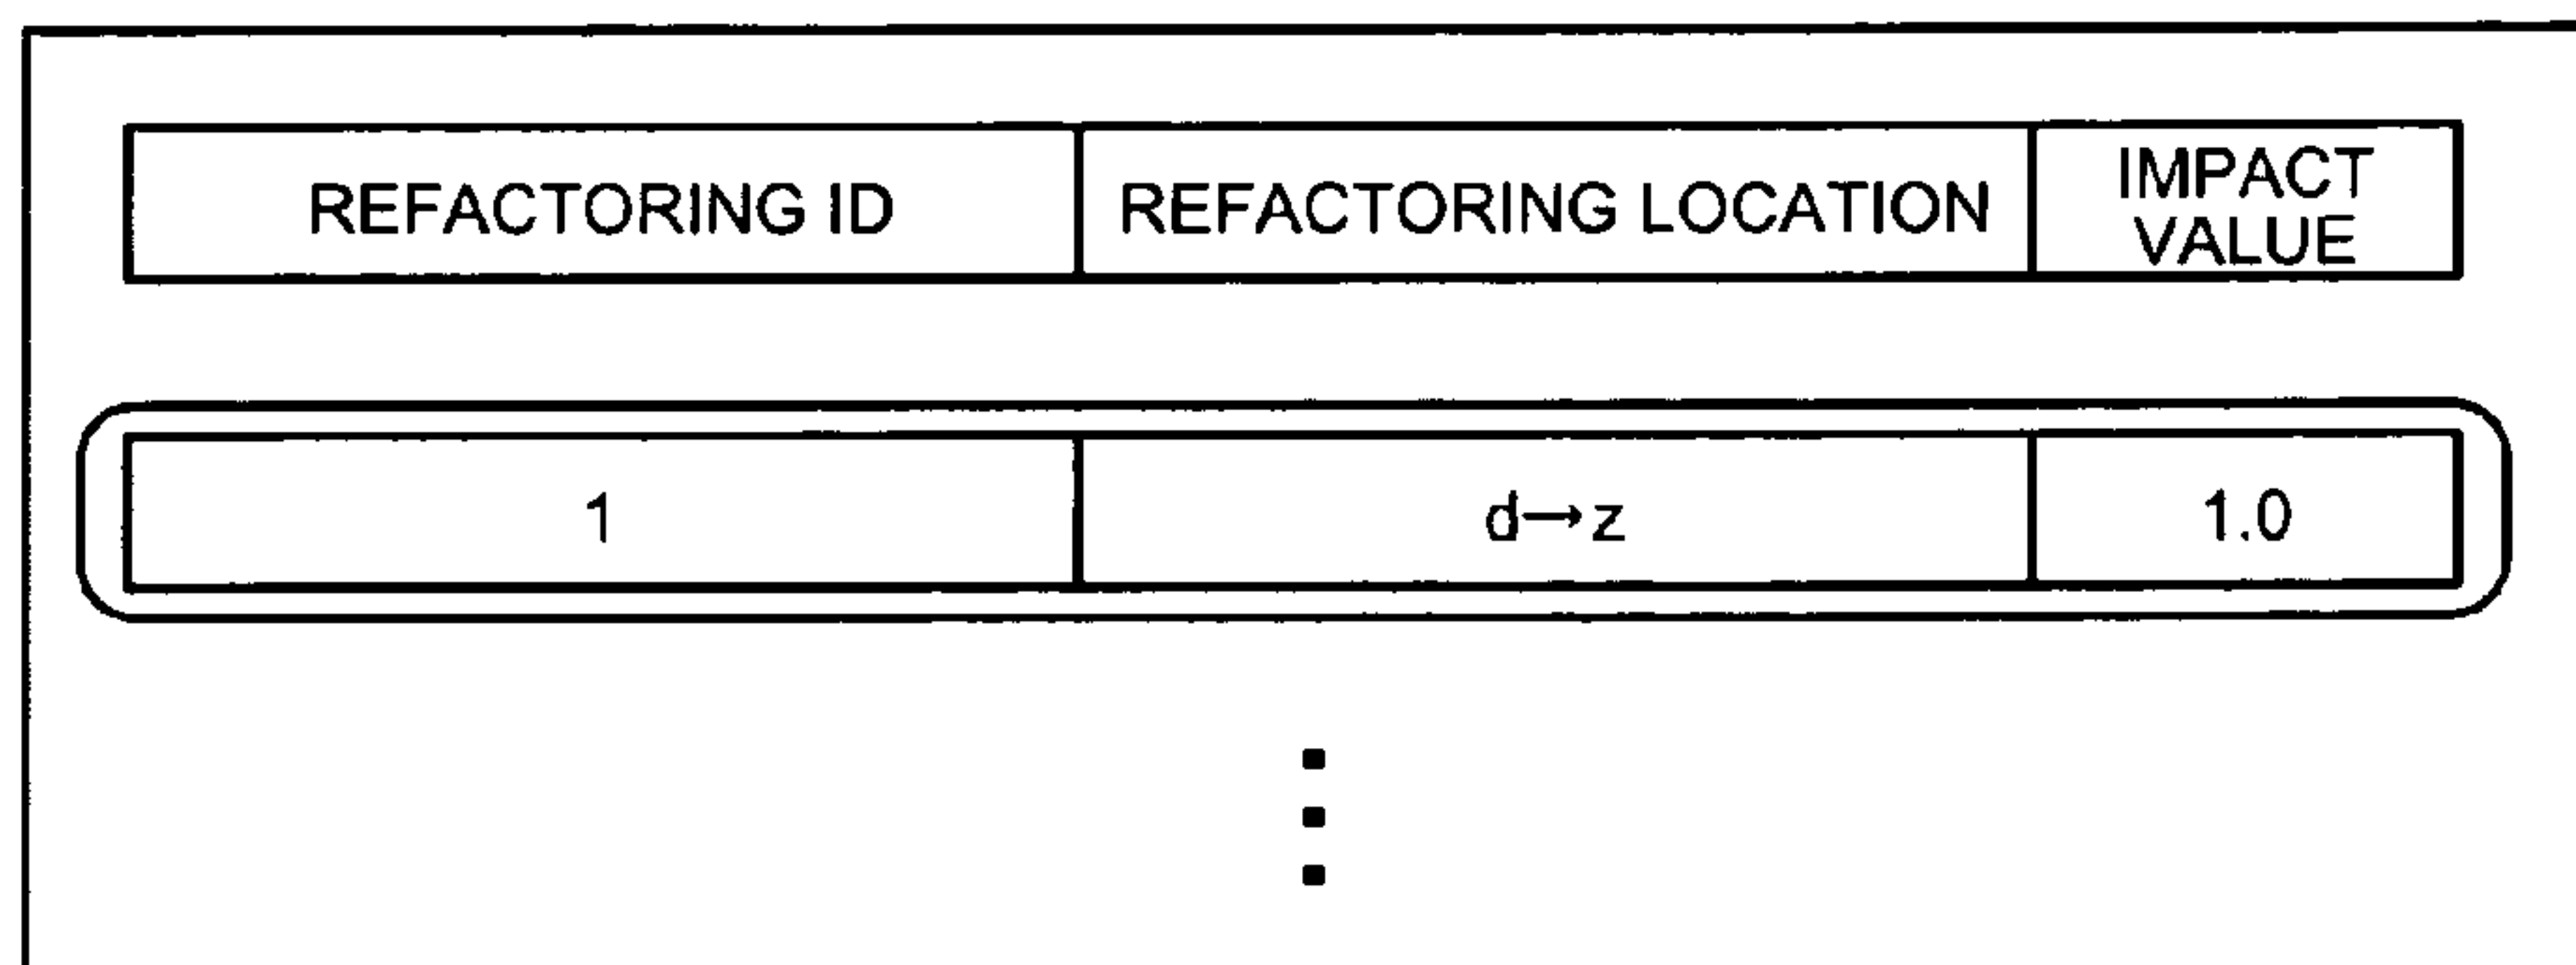 REFACTORING ID
REFACTORING LOCATION
IMPACT
VALUE
1
d→z
1.0